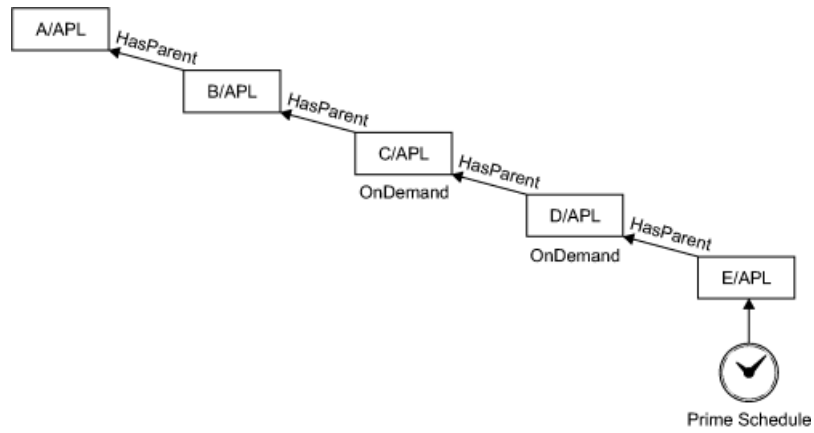 A/APL
HasParent
B/APL
HasParent
C/APL
OnDemand
HasParent
D/APL
OnDemand
HasParent
E/APL
Prime Schedule